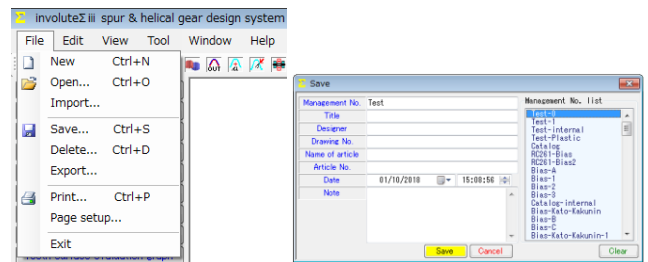 involuteΣ iii spur & helical gear design system
File Edit View Tool Window Help
New Ctrl+N
Open... Ctrl+O
Import...
Save... Ctrl+S
Delete... Ctrl+D
Export...
Print... Ctrl+P
Page setup...
Exit
Save
Management No. Test
Title
Designer
Drawing No.
Name of article
Article No.
Date 01/10/2018 15:08:56
Note
Management No. list
Test-0
Test-1
Test-internal
Test-Plastic
Catalog
RC261-Bias
RC261-Bias2
Bias-A
Bias-1
Bias-2
Bias-3
Catalog-internal
Bias-Kato-Kakunin
Bias-B
Bias-C
Bias-Kato-Kakunin-1
Save Cancel Clear